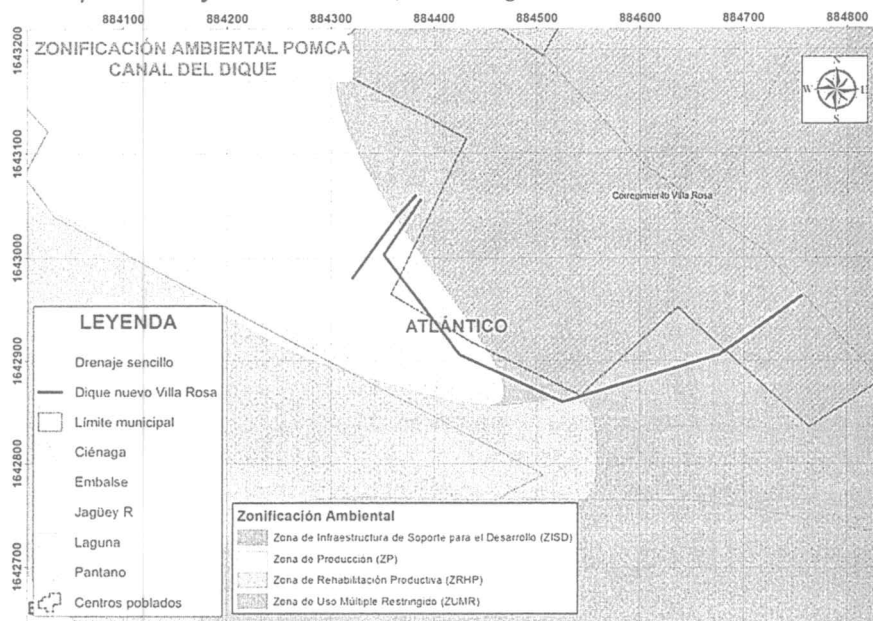 884100 884200 884300 884400 884500 884600 884700 884800
ZONIFICACIÓN AMBIENTAL POMCA
CANAL DEL DIQUE
N
W E
S
1643200
1643100
1643000
1642900
1642800
1642700
Corregimiento Villa Rosa
ATLÁNTICO
LEYENDA
Drenaje sencillo
Dique nuevo Villa Rosa
Límite municipal
Ciénaga
Embalse
Jagüey R
Laguna
Pantano
Centros poblados
Zonificación Ambiental
Zona de Infraestructura de Soporte para el Desarrollo (ZISD)
Zona de Producción (ZP)
Zona de Rehabilitación Productiva (ZRHP)
Zona de Uso Múltiple Restringido (ZUMR)